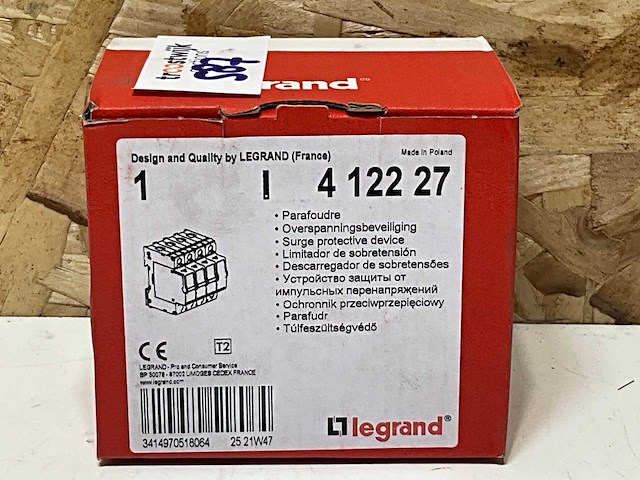 troostwijk
587
legrand®
Design and Quality by LEGRAND (France)
Made in Poland
1 I 4 122 27
• Parafoudre
• Overspanningsbeveiliging
• Surge protective device
• Limitador de sobretensión
• Descarregador de sobretensões
• Устройство защиты от
импульсных перенапряжений
• Ochronnik przeciwprzepięciowy
• Parafudr
• Túlfeszültségvédő
CE T2
LEGRAND - Pro and Consumer Service
BP 30076 - 87002 LIMOGES CEDEX FRANCE
www.legrand.com
legrand®
3414970518064 25 21W47